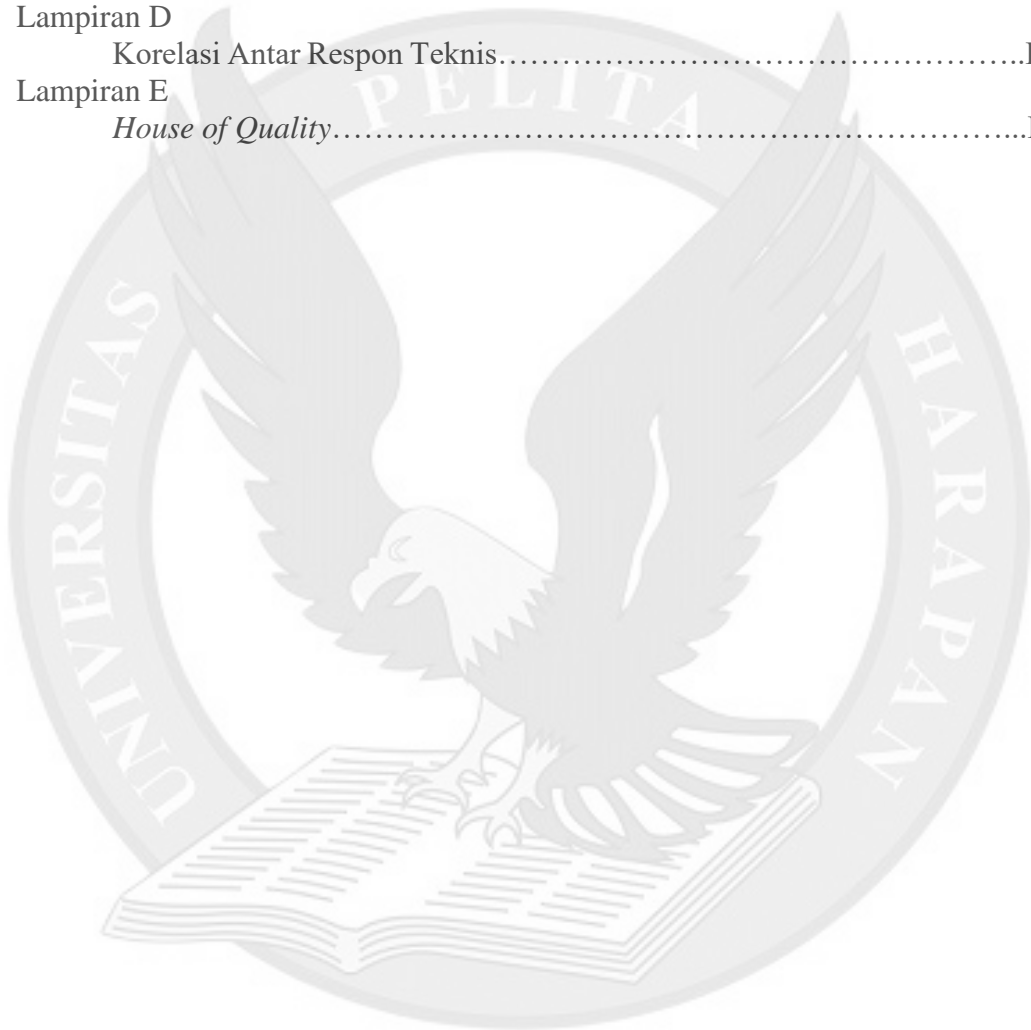 Lampiran D
Korelasi Antar Respon Teknis…………………………………………..
Lampiran E
House of Quality………………………………………………………...
PELITA
UNIVERSITAS
HARAPAN